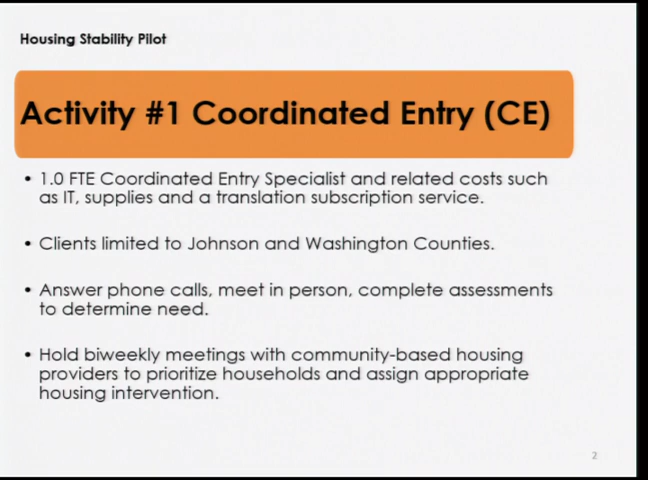 Housing Stability Pilot
Activity #1 Coordinated Entry (CE)
• 1.0 FTE Coordinated Entry Specialist and related costs such
as IT, supplies and a translation subscription service.
• Clients limited to Johnson and Washington Counties.
• Answer phone calls, meet in person, complete assessments
to determine need.
• Hold biweekly meetings with community-based housing
providers to prioritize households and assign appropriate
housing intervention.
2